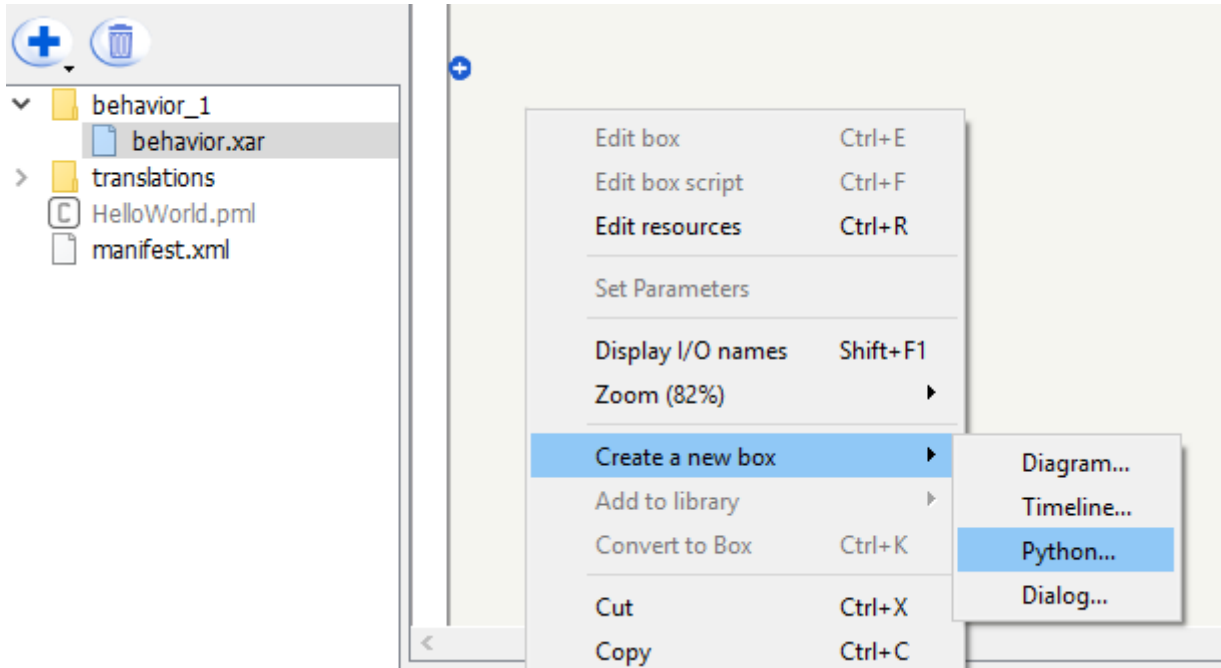 behavior_1
behavior.xar
translations
C HelloWorld.pml
manifest.xml
Edit box Ctrl+E
Edit box script Ctrl+F
Edit resources Ctrl+R
Set Parameters
Display I/O names Shift+F1
Zoom (82%)
Create a new box
Add to library
Convert to Box Ctrl+K
Cut Ctrl+X
Copy Ctrl+C
Diagram...
Timeline...
Python...
Dialog...